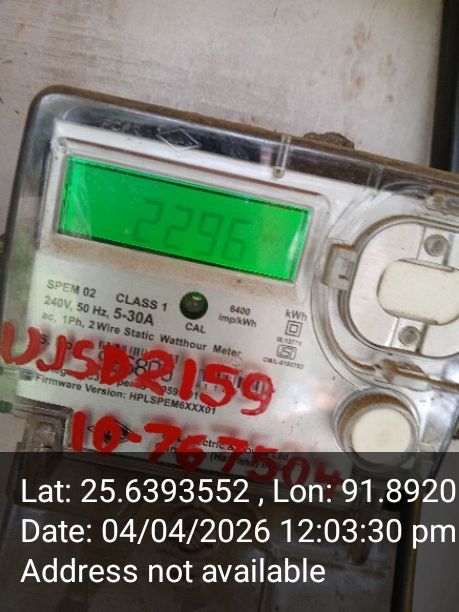 2296
SPEM 02 CLASS 1 6400 kWh
240V, 50 Hz, 5-30A CAL imp/kWh
ac, 1Ph, 2 Wire Static Watthour Meter
UJSD2159
Firmware Version: HPLSPEM6XXX01
10-767504
Lat: 25.6393552 , Lon: 91.8920
Date: 04/04/2026 12:03:30 pm
Address not available